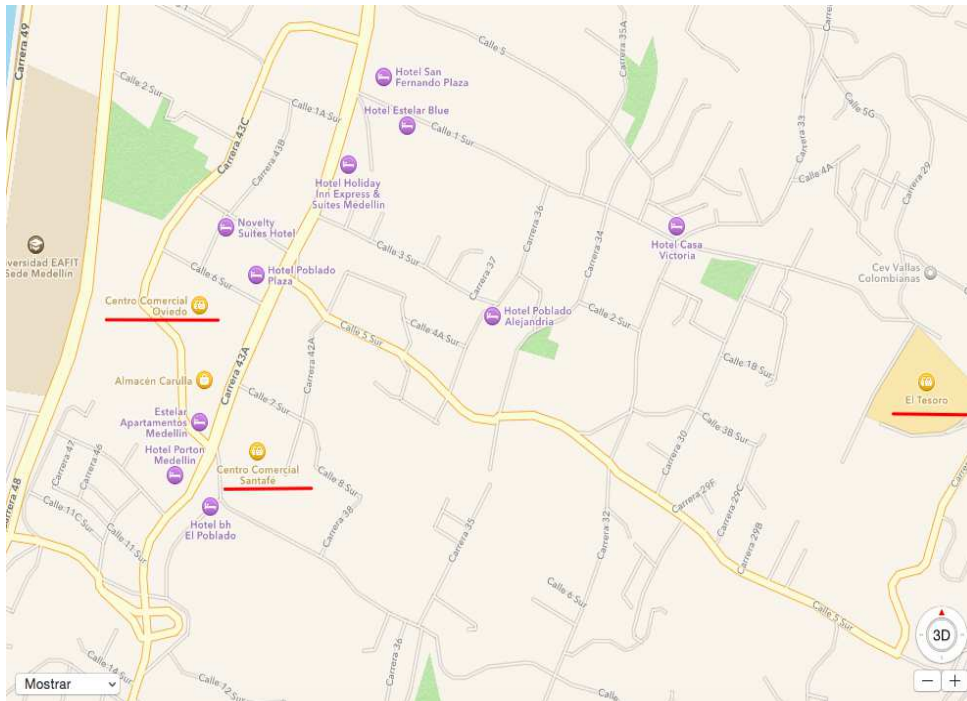 Carrera 49
Calle 2 Sur
Calle 1A Sur
Carrera 43C
Carrera 43B
Hotel San
Fernando Plaza
Hotel Estelar Blue
Calle 1 Sur
Calle 5
Carrera 35A
Carrera 33
Calle 5G
Calle 4A
Carrera 29
Hotel Holiday
Inn Express &
Suites Medellin
Novelty
Suites Hotel
Universidad EAFIT
Sede Medellín
Calle 6 Sur
Hotel Poblado
Plaza
Calle 3 Sur
Carrera 36
Carrera 37
Carrera 34
Hotel Casa
Victoria
Cev Vallas
Colombianas
Centro Comercial
Oviedo
Hotel Poblado
Alejandria
Calle 4A Sur
Calle 5 Sur
Calle 2 Sur
Carrera 42A
Carrera 43A
Calle 1B Sur
Almacén Carulla
Calle 7 Sur
El Tesoro
Estelar
Apartamentos
Medellin
Hotel Porton
Medellin
Centro Comercial
Santafé
Carrera 47
Carrera 46
Carrera 48
Calle 8 Sur
Carrera 38
Calle 3B Sur
Carrera 30
Carrera 29F
Carrera 29C
Carrera 29B
Calle 11C Sur
Calle 11 Sur
Hotel bh
El Poblado
Carrera 35
Carrera 32
Calle 6 Sur
Calle 5 Sur
Carrera 36
Calle 14 Sur
Calle 12 Sur
3D
Mostrar